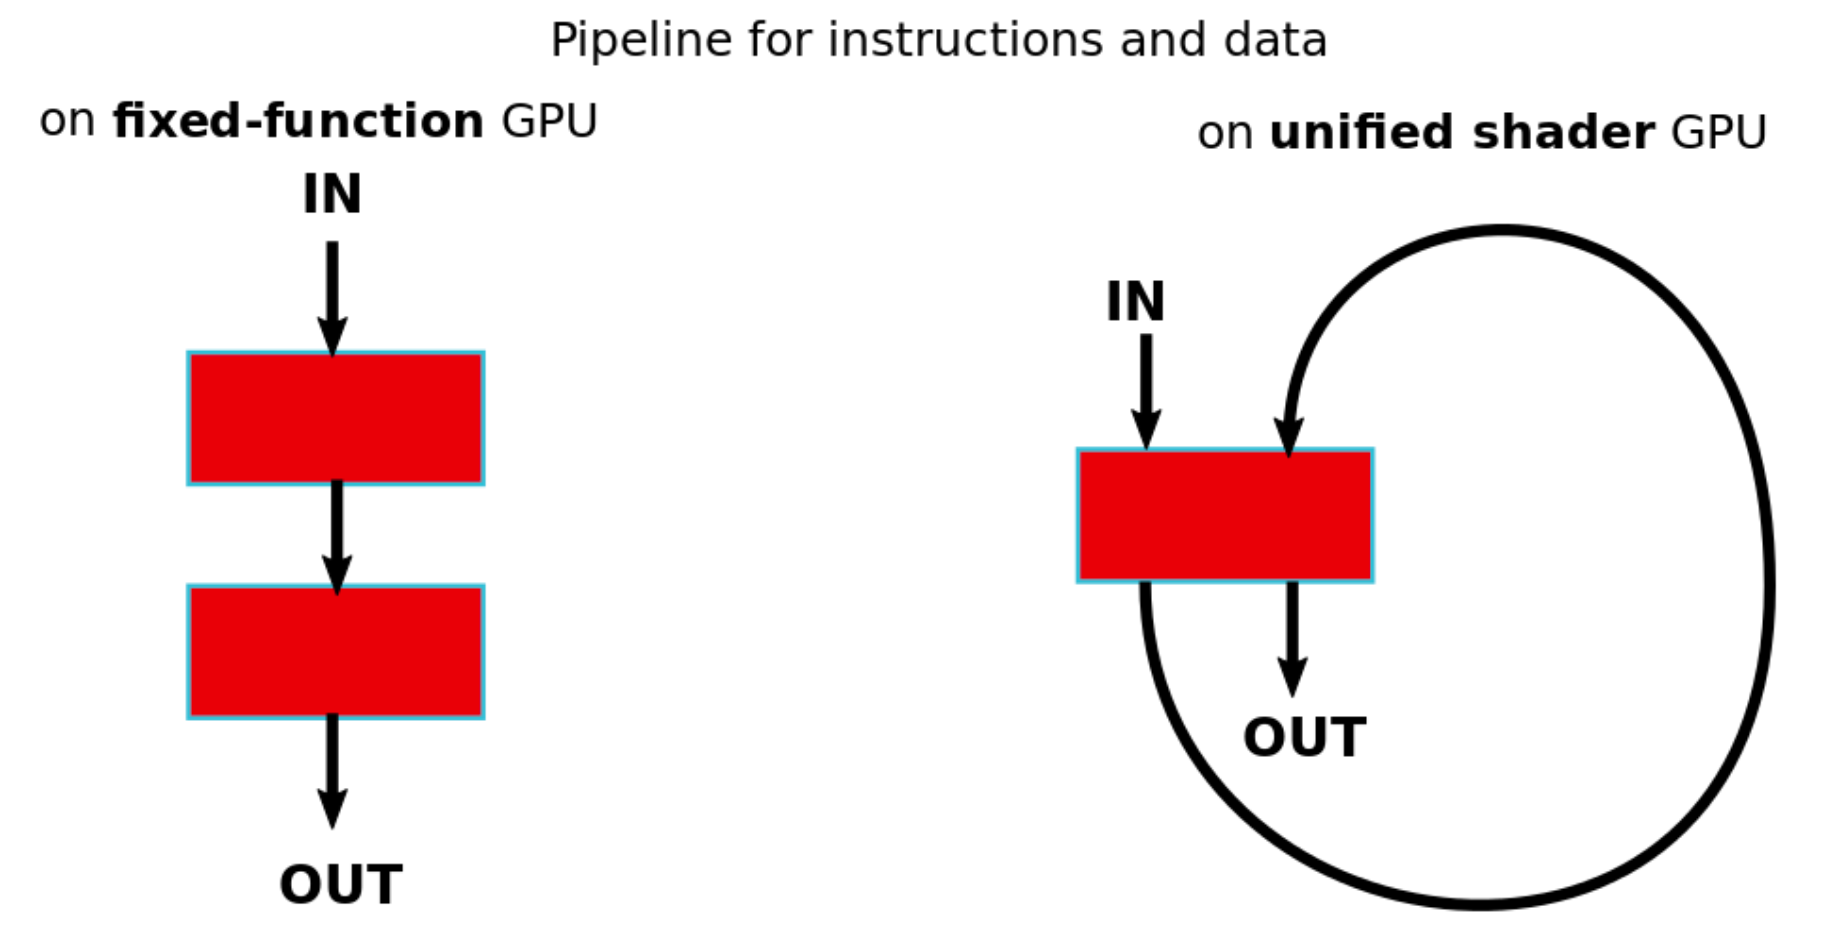 Pipeline for instructions and data
on fixed-function GPU
IN
OUT
on unified shader GPU
IN
OUT